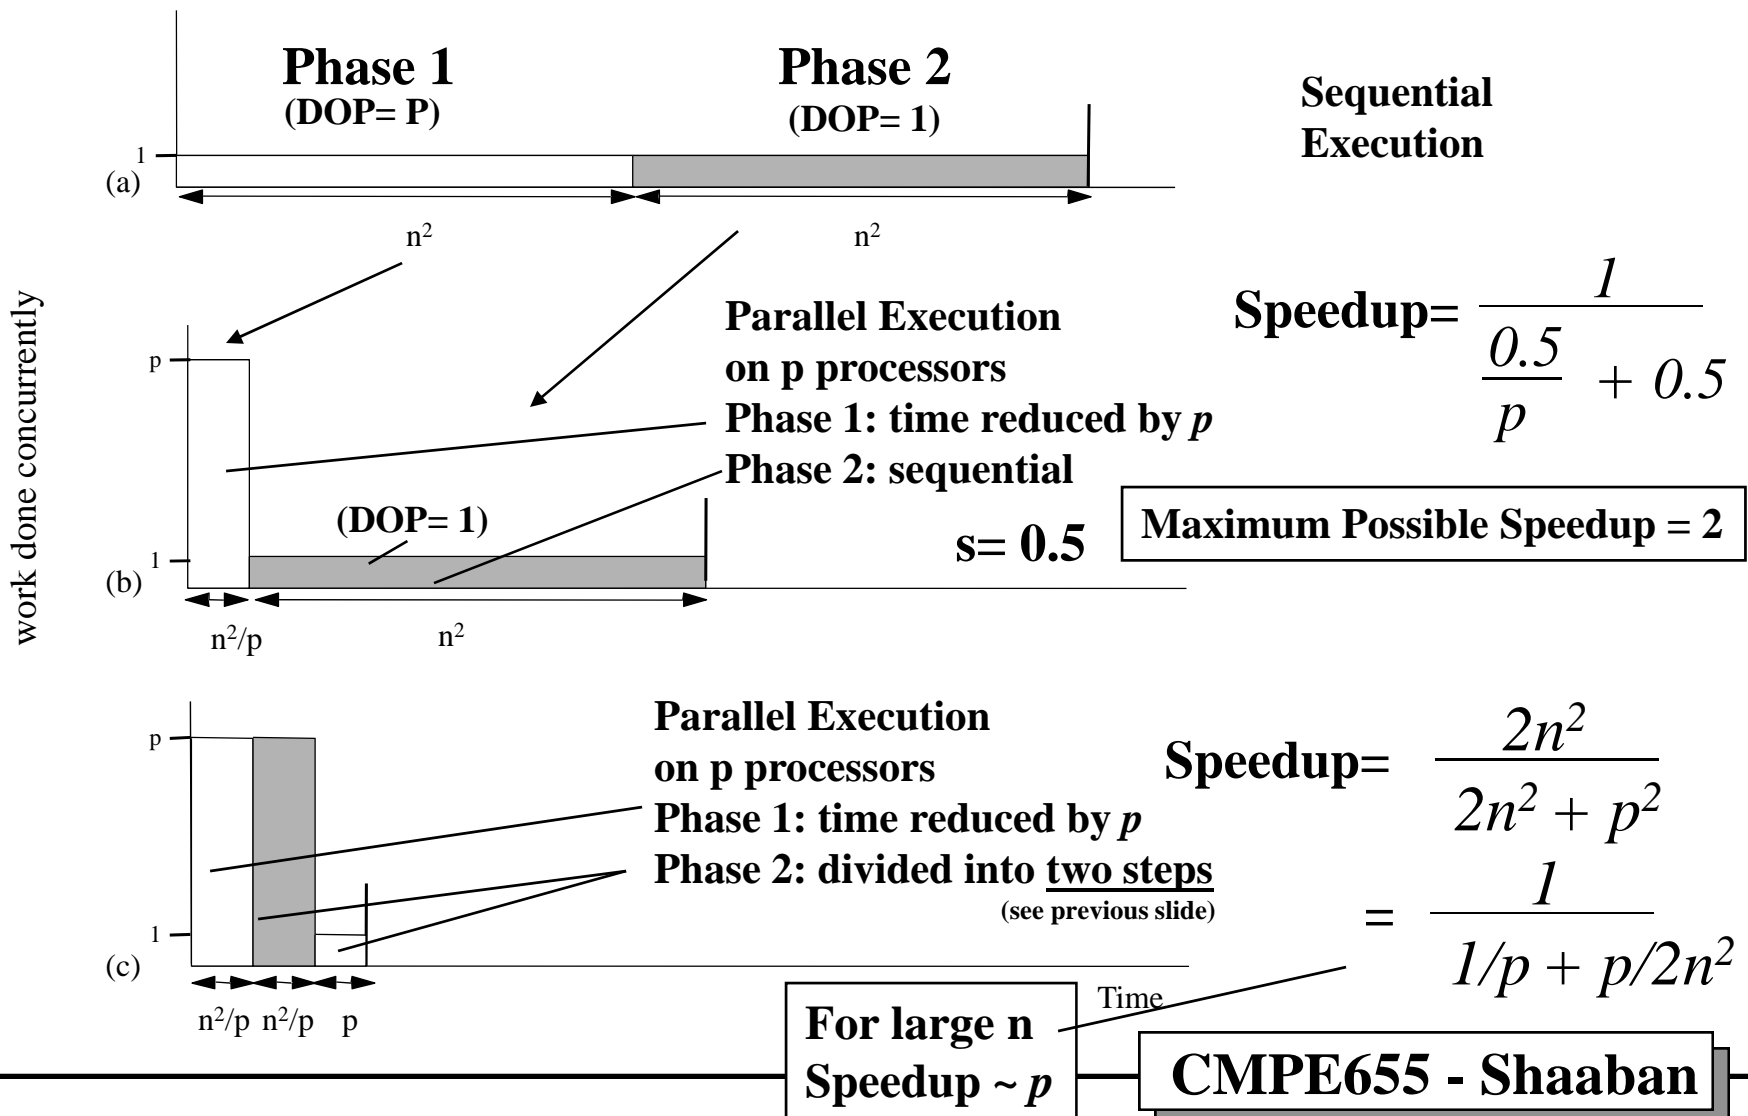 Phase 1
(DOP= P)
Phase 2
(DOP= 1)
Sequential
Execution
1
(a)
n²
n²
work done concurrently
Parallel Execution
on p processors
Phase 1: time reduced by p
Phase 2: sequential
Speedup= 1
0.5
p
+ 0.5
p
(DOP= 1)
s= 0.5
Maximum Possible Speedup = 2
1
(b)
n²/p
n²
Parallel Execution
on p processors
Phase 1: time reduced by p
Phase 2: divided into two steps
(see previous slide)
Speedup= 2n²
2n² + p²
= 1
1/p + p/2n²
p
1
(c)
n²/p n²/p p
Time
For large n
Speedup ~ p
CMPE655 - Shaaban